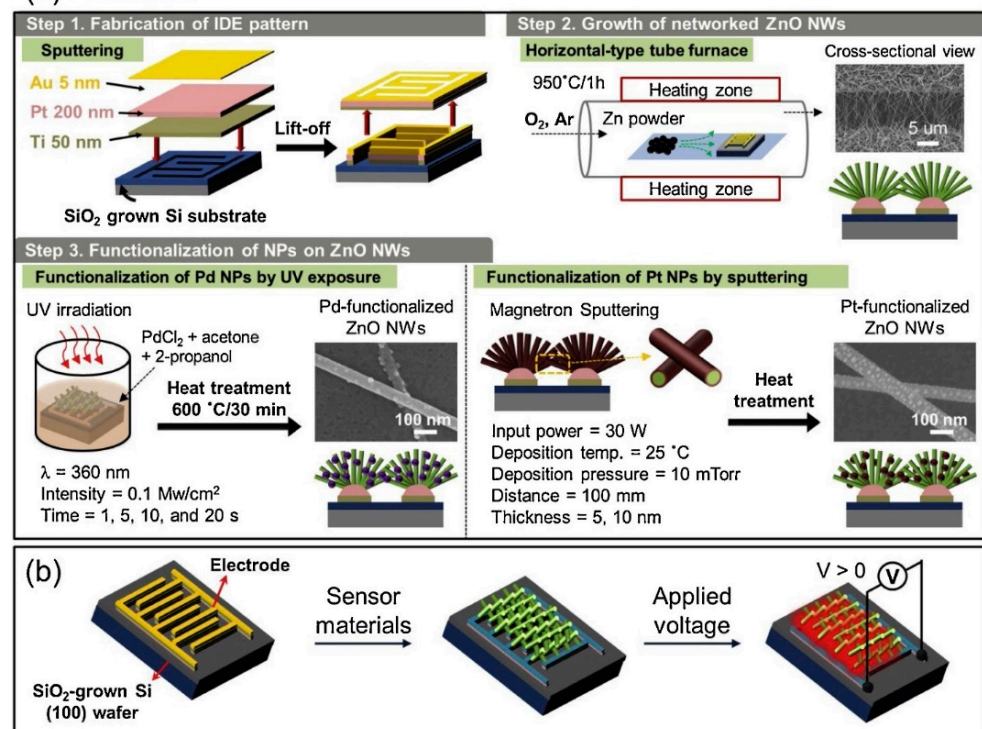 Step 1. Fabrication of IDE pattern
Sputtering
Au 5 nm
Pt 200 nm
Ti 50 nm
Lift-off
SiO₂ grown Si substrate
Step 2. Growth of networked ZnO NWs
Horizontal-type tube furnace
Cross-sectional view
950˚C/1h
Heating zone
O₂, Ar
Zn powder
5 um
Heating zone
Step 3. Functionalization of NPs on ZnO NWs
Functionalization of Pd NPs by UV exposure
UV irradiation
PdCl₂ + acetone
+ 2-propanol
Heat treatment
600 ˚C/30 min
Pd-functionalized
ZnO NWs
100 nm
λ = 360 nm
Intensity = 0.1 Mw/cm²
Time = 1, 5, 10, and 20 s
Functionalization of Pt NPs by sputtering
Magnetron Sputtering
Heat
treatment
Pt-functionalized
ZnO NWs
100 nm
Input power = 30 W
Deposition temp. = 25 ˚C
Deposition pressure = 10 mTorr
Distance = 100 mm
Thickness = 5, 10 nm
(b)
Electrode
SiO₂-grown Si
(100) wafer
Sensor
materials
Applied
voltage
V > 0
V